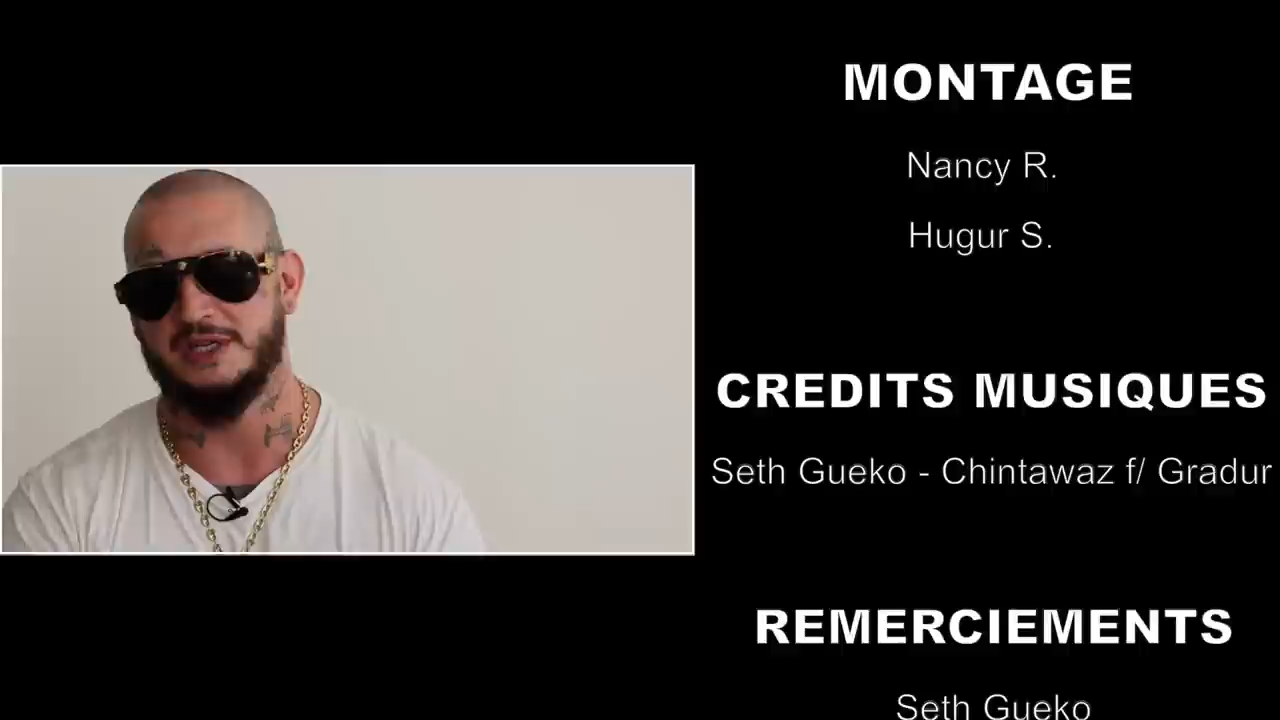 MONTAGE
Nancy R.
Hugur S.
CREDITS MUSIQUES
Seth Gueko - Chintawaz f/ Gradur
REMERCIEMENTS
Seth Gueko